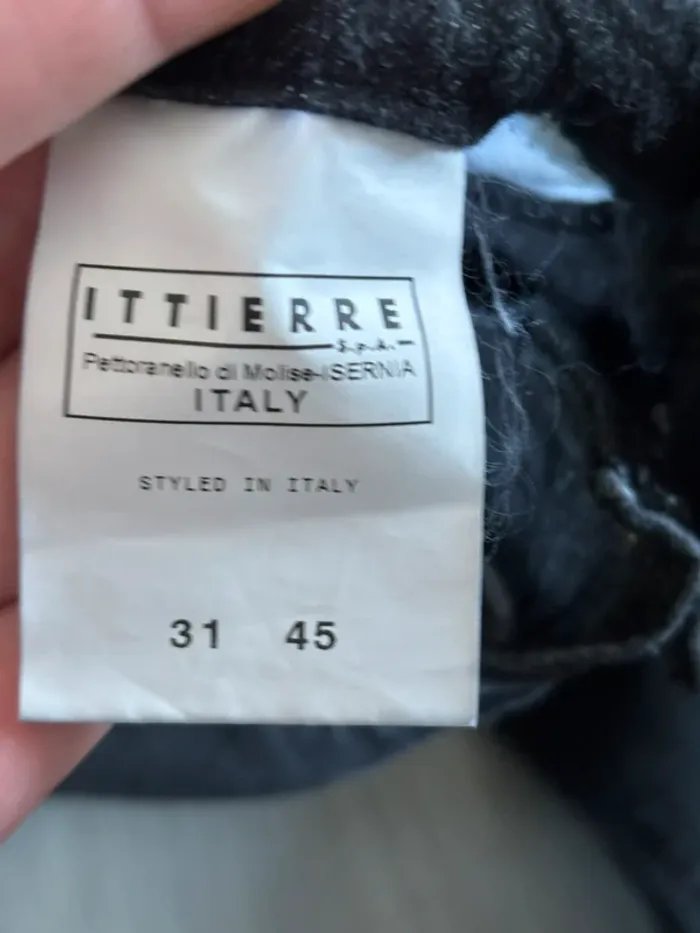 ITTIERRE
S.p.A.
Pettoranello di Molise-ISERNIA
ITALY
STYLED IN ITALY
31 45